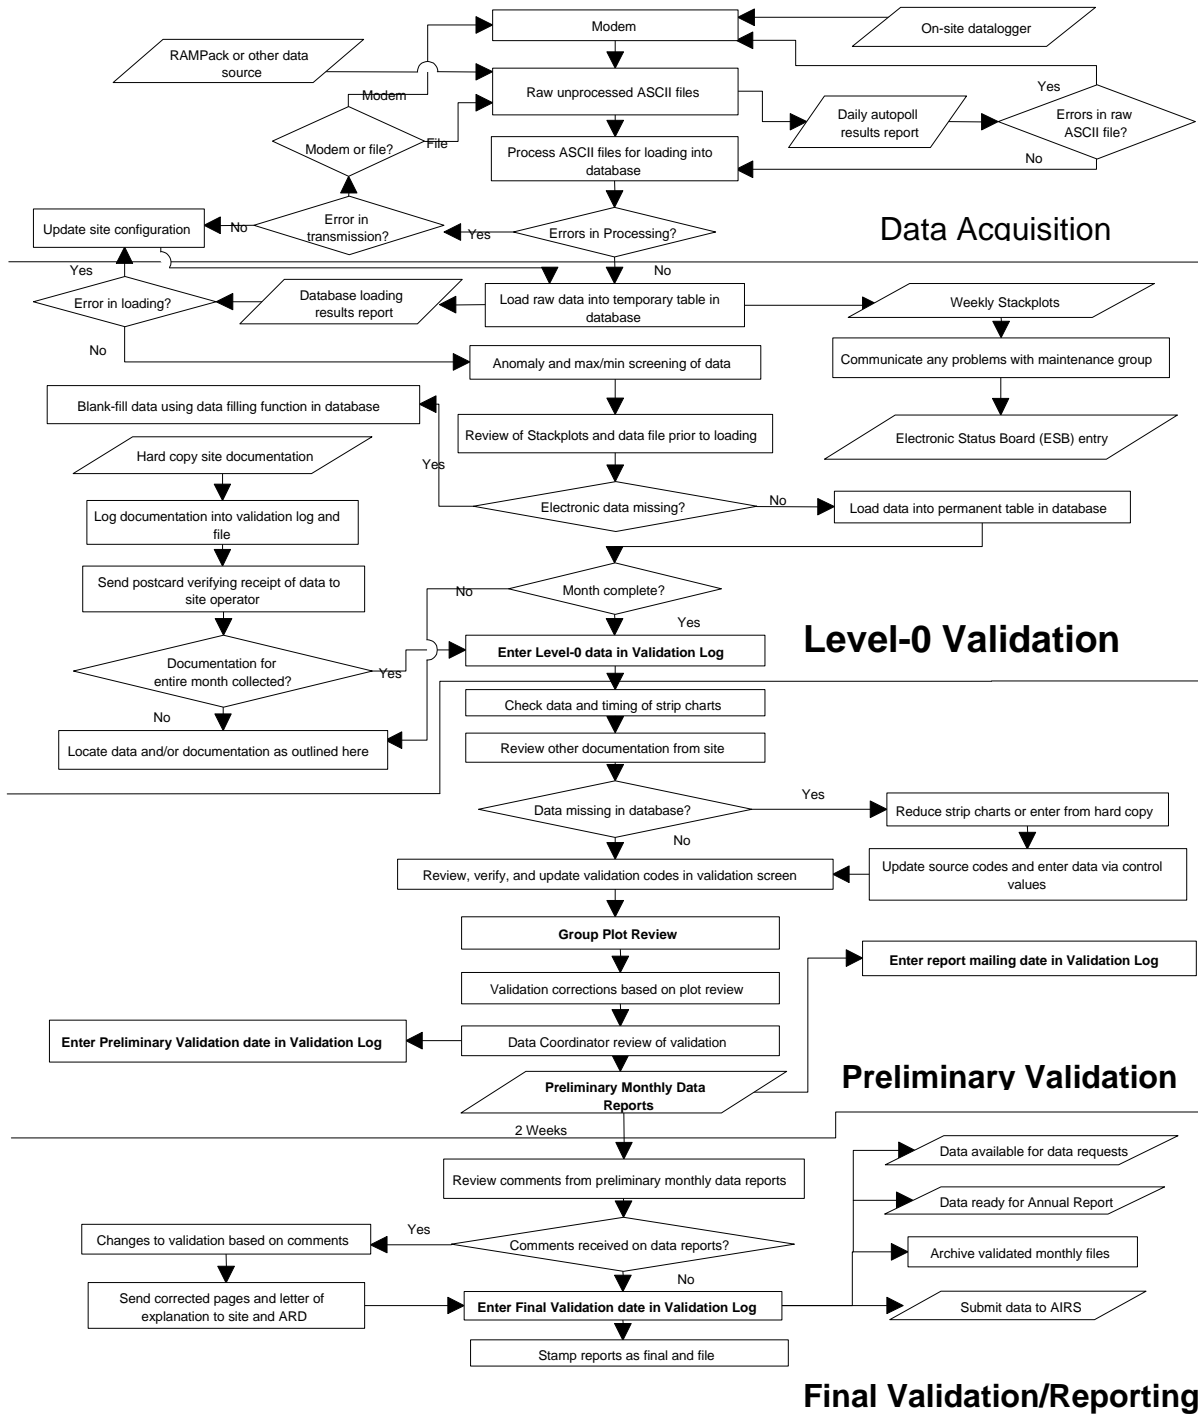 Modem
On-site datalogger
RAMPack or other data
source
Modem
Raw unprocessed ASCII files
Yes
Daily autopoll
results report
Errors in raw
ASCII file?
Modem or file?
File
Process ASCII files for loading into
database
No
Update site configuration
No
Error in
transmission?
Yes
Errors in Processing?
Data Acquisition
Yes
No
Error in loading?
Database loading
results report
Load raw data into temporary table in
database
Weekly Stackplots
No
Anomaly and max/min screening of data
Communicate any problems with maintenance group
Blank-fill data using data filling function in database
Review of Stackplots and data file prior to loading
Electronic Status Board (ESB) entry
Hard copy site documentation
Yes
Electronic data missing?
No
Load data into permanent table in database
Log documentation into validation log and
file
Send postcard verifying receipt of data to
site operator
No
Month complete?
Yes
Level-0 Validation
Enter Level-0 data in Validation Log
Documentation for
entire month collected?
Yes
Check data and timing of strip charts
No
Locate data and/or documentation as outlined here
Review other documentation from site
Data missing in database?
Yes
Reduce strip charts or enter from hard copy
No
Review, verify, and update validation codes in validation screen
Update source codes and enter data via control
values
Group Plot Review
Enter report mailing date in Validation Log
Validation corrections based on plot review
Enter Preliminary Validation date in Validation Log
Data Coordinator review of validation
Preliminary Validation
Preliminary Monthly Data
Reports
2 Weeks
Data available for data requests
Review comments from preliminary monthly data reports
Data ready for Annual Report
Yes
Changes to validation based on comments
Comments received on data reports?
Archive validated monthly files
No
Send corrected pages and letter of
explanation to site and ARD
Enter Final Validation date in Validation Log
Submit data to AIRS
Stamp reports as final and file
Final Validation/Reporting